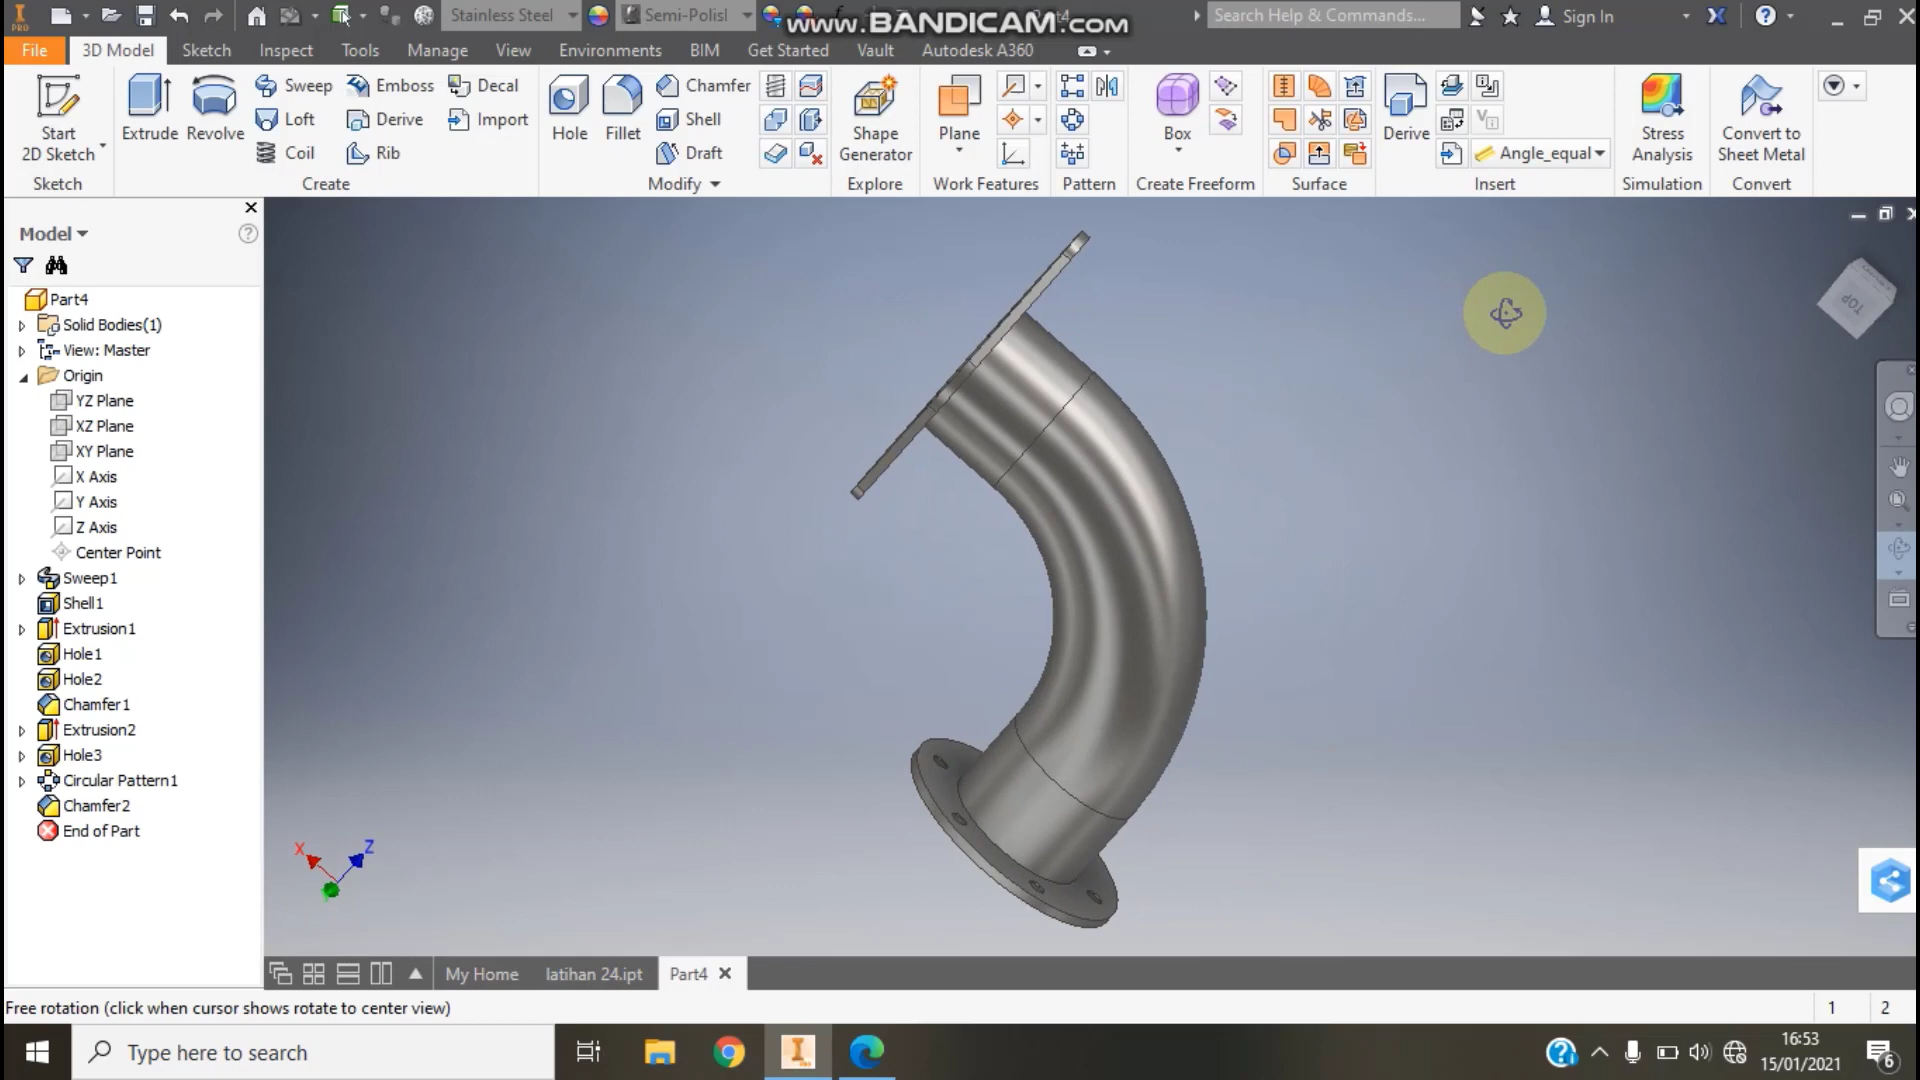 PRO
Stainless Steel
Semi-Polisl
www.BANDICAM.com
Search Help & Commands...
Sign In
File
3D Model
Sketch
Inspect
Tools
Manage
View
Environments
BIM
Get Started
Vault
Autodesk A360
Start
2D Sketch
Extrude
Revolve
Sweep
Loft
Coil
Emboss
Derive
Rib
Decal
Import
Hole
Fillet
Chamfer
Shell
Draft
Shape
Generator
Plane
Box
Derive
Angle_equal
Stress
Analysis
Convert to
Sheet Metal
Sketch
Create
Modify
Explore
Work Features
Pattern
Create Freeform
Surface
Insert
Simulation
Convert
Model
Part4
Solid Bodies(1)
View: Master
Origin
YZ Plane
XZ Plane
XY Plane
X Axis
Y Axis
Z Axis
Center Point
Sweep1
Shell1
Extrusion1
Hole1
Hole2
Chamfer1
Extrusion2
Hole3
Circular Pattern1
Chamfer2
End of Part
TOP
X
Z
My Home
latihan 24.ipt
Part4
Free rotation (click when cursor shows rotate to center view)
1
2
Type here to search
16:53
15/01/2021
6